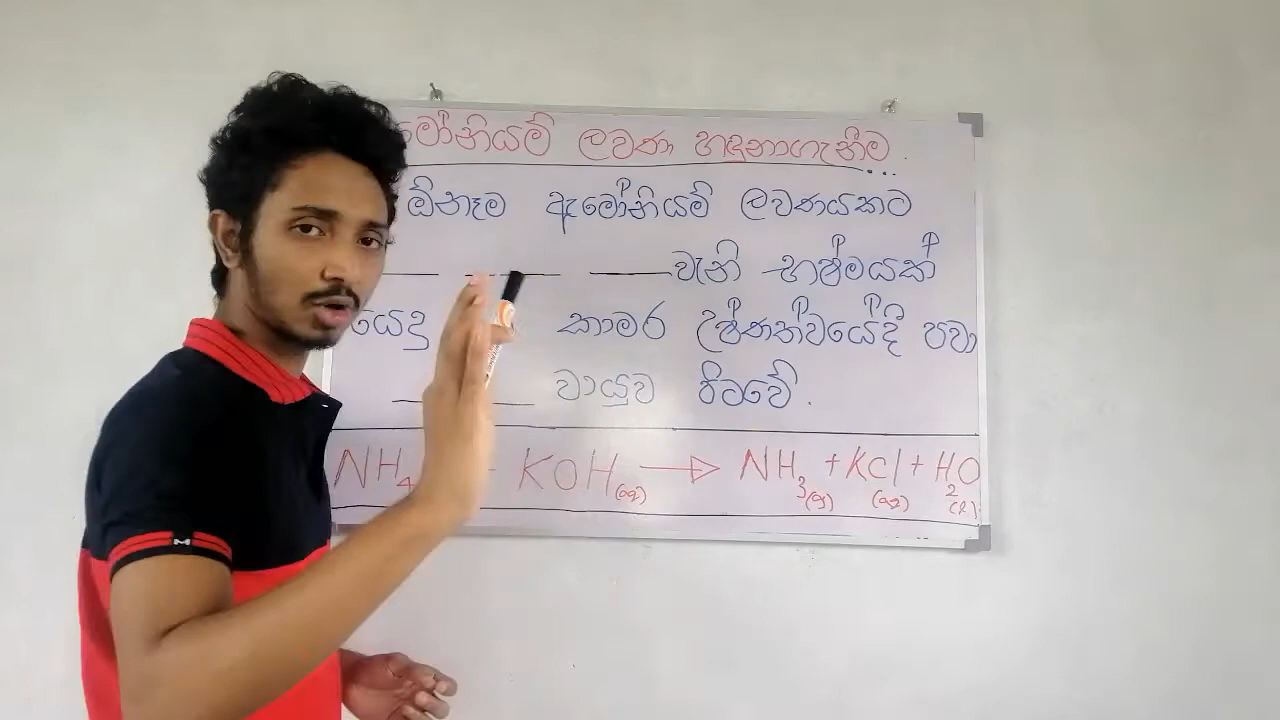 මෝනියම් ලවණ හඳුනාගැනීම.
ඕනෑම ඇමෝනියම් ලවණයකට
වැනි භෂ්මයක්
යෙදූ කාමර උෂ්ණත්වයේදී පවා
වායුව පිටවේ.
NH₄ KOH(aq) → NH₃(g) + KCl(aq) + H₂O(l)